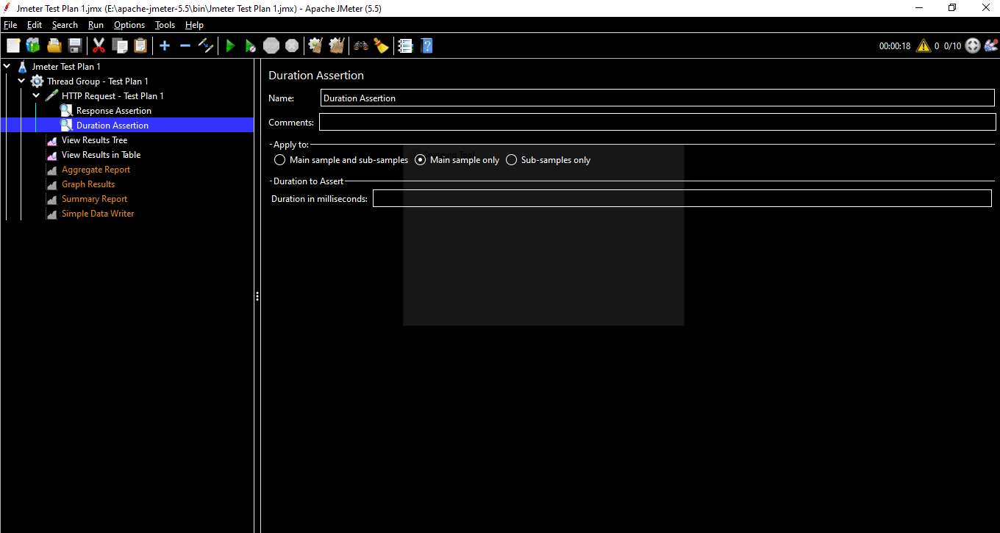 Jmeter Test Plan 1.jmx (E:\apache-jmeter-5.5\bin\Jmeter Test Plan 1.jmx) - Apache JMeter (5.5)
File Edit Search Run Options Tools Help
00:00:18 0 0/10
Jmeter Test Plan 1
Thread Group - Test Plan 1
HTTP Request - Test Plan 1
Response Assertion
Duration Assertion
View Results Tree
View Results in Table
Aggregate Report
Graph Results
Summary Report
Simple Data Writer
Duration Assertion
Name: Duration Assertion
Comments:
Apply to:
Main sample and sub-samples Main sample only Sub-samples only
Duration to Assert
Duration in milliseconds: